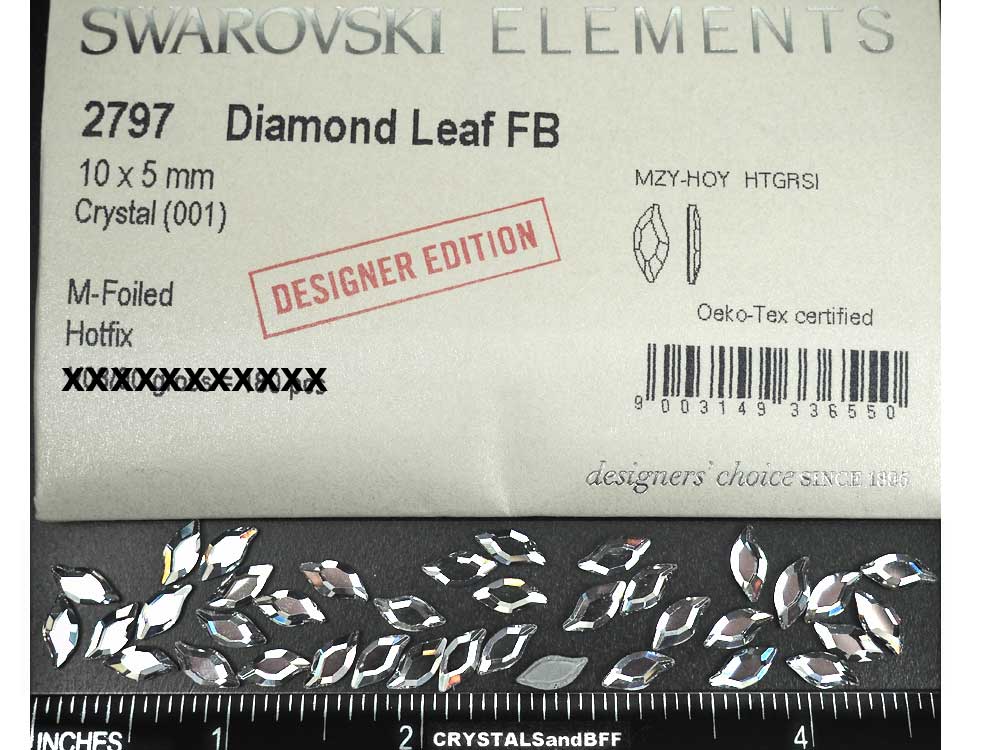 SWAROVSKI ELEMENTS
2797 Diamond Leaf FB
10 x 5 mm
Crystal (001)
MZY-HOY HTGRSI
DESIGNER EDITION
M-Foiled
Hotfix
Oeko-Tex certified
9 003149 336550
designers' choice SINCE 1895
INCHES 1 2 CRYSTALSandBFF 4